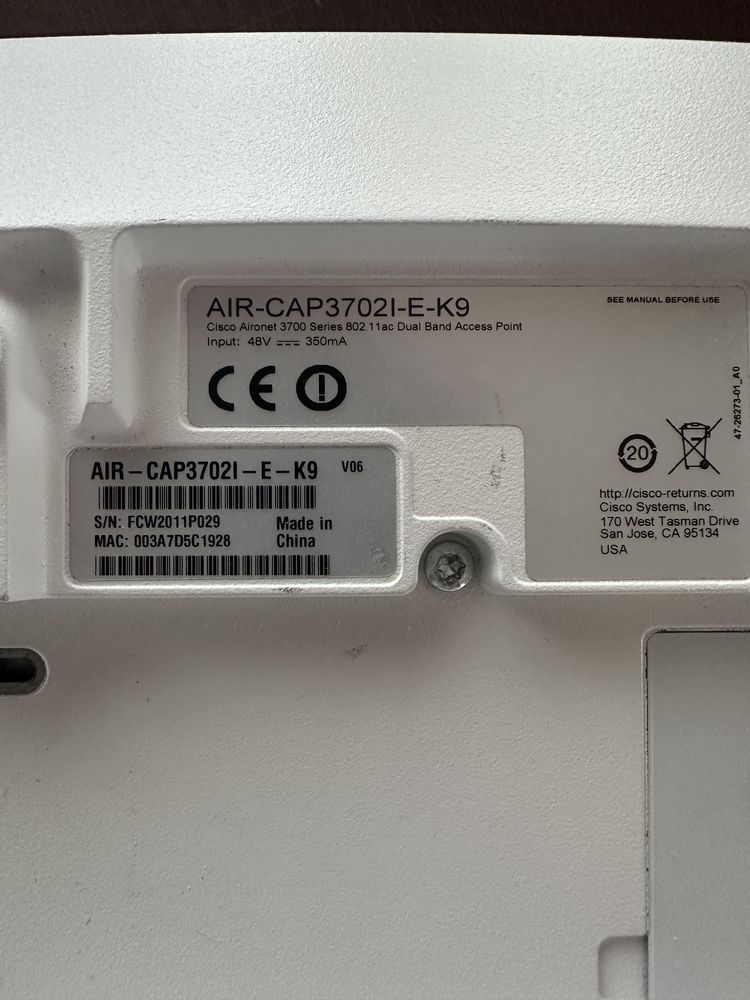 AIR-CAP3702I-E-K9
SEE MANUAL BEFORE USE
Cisco Aironet 3700 Series 802.11ac Dual Band Access Point
Input: 48V ⎓ 350mA
CE
47-26273-01_A0
20
AIR-CAP3702I-E-K9 V06
S/N: FCW2011P029
MAC: 003A7D5C1928
Made in
China
http://cisco-returns.com
Cisco Systems, Inc.
170 West Tasman Drive
San Jose, CA 95134
USA